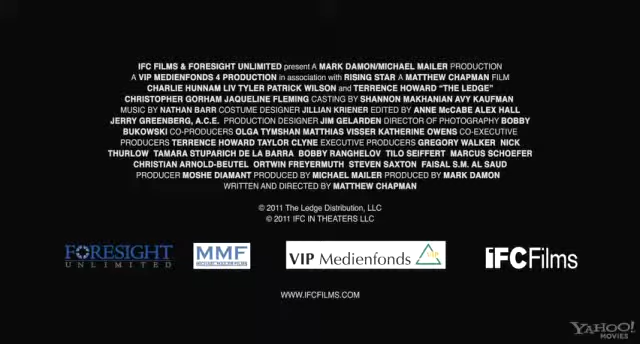 IFC FILMS & FORESIGHT UNLIMITED present A MARK DAMON/MICHAEL MAILER PRODUCTION
A VIP MEDIENFONDS 4 PRODUCTION in association with RISING STAR A MATTHEW CHAPMAN FILM
CHARLIE HUNNAM LIV TYLER PATRICK WILSON and TERRENCE HOWARD "THE LEDGE"
CHRISTOPHER GORHAM JAQUELINE FLEMING CASTING BY SHANNON MAKHANIAN AVY KAUFMAN
MUSIC BY NATHAN BARR COSTUME DESIGNER JILLIAN KRIENER EDITED BY ANNE McCABE ALEX HALL
JERRY GREENBERG, A.C.E. PRODUCTION DESIGNER JIM GELARDEN DIRECTOR OF PHOTOGRAPHY BOBBY
BUKOWSKI CO-PRODUCERS OLGA TYMSHAN MATTHIAS VISSER KATHERINE OWENS CO-EXECUTIVE
PRODUCERS TERRENCE HOWARD TAYLOR CLYNE EXECUTIVE PRODUCERS GREGORY WALKER NICK
THURLOW TAMARA STUPARICH DE LA BARRA BOBBY RANGHELOV TILO SEIFFERT MARCUS SCHOEFER
CHRISTIAN ARNOLD-BEUTEL ORTWIN FREYERMUTH STEVEN SAXTON FAISAL S.M. AL SAUD
PRODUCER MOSHE DIAMANT PRODUCED BY MICHAEL MAILER PRODUCED BY MARK DAMON
WRITTEN AND DIRECTED BY MATTHEW CHAPMAN
© 2011 The Ledge Distribution, LLC
© 2011 IFC IN THEATERS LLC
FORESIGHT
UNLIMITED
MMF
MICHAEL MAILER FILMS
VIP Medienfonds
VIP
IFC Films
WWW.IFCFILMS.COM
YAHOO!
MOVIES